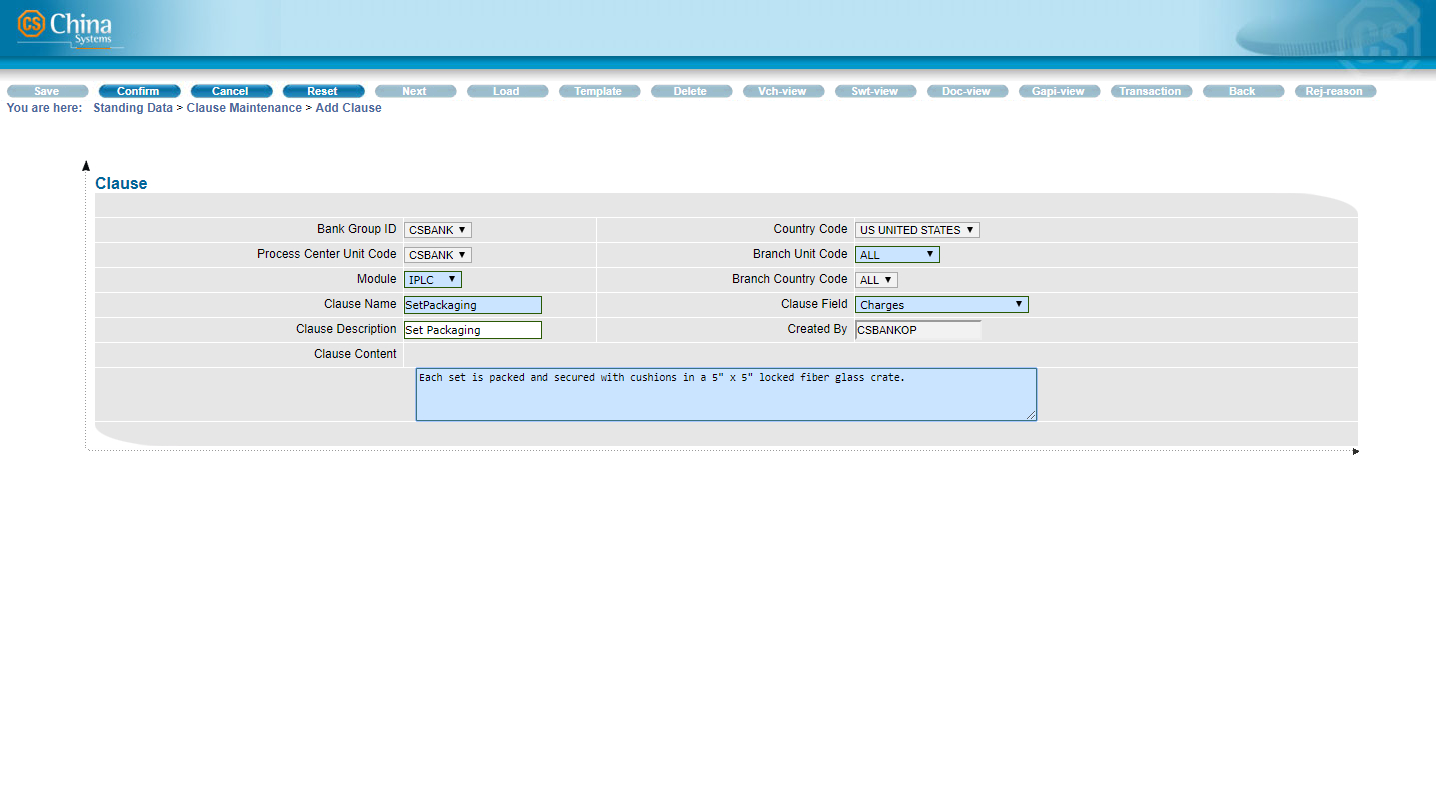 CS China Systems
CS
Save Confirm Cancel Reset Next Load Template Delete Vch-view Swt-view Doc-view Gapi-view Transaction Back Rej-reason
You are here: Standing Data > Clause Maintenance > Add Clause
Clause
Bank Group ID CSBANK Country Code US UNITED STATES
Process Center Unit Code CSBANK Branch Unit Code ALL
Module IPLC Branch Country Code ALL
Clause Name SetPackaging Clause Field Charges
Clause Description Set Packaging Created By CSBANKOP
Clause Content
Each set is packed and secured with cushions in a 5" x 5" locked fiber glass crate.